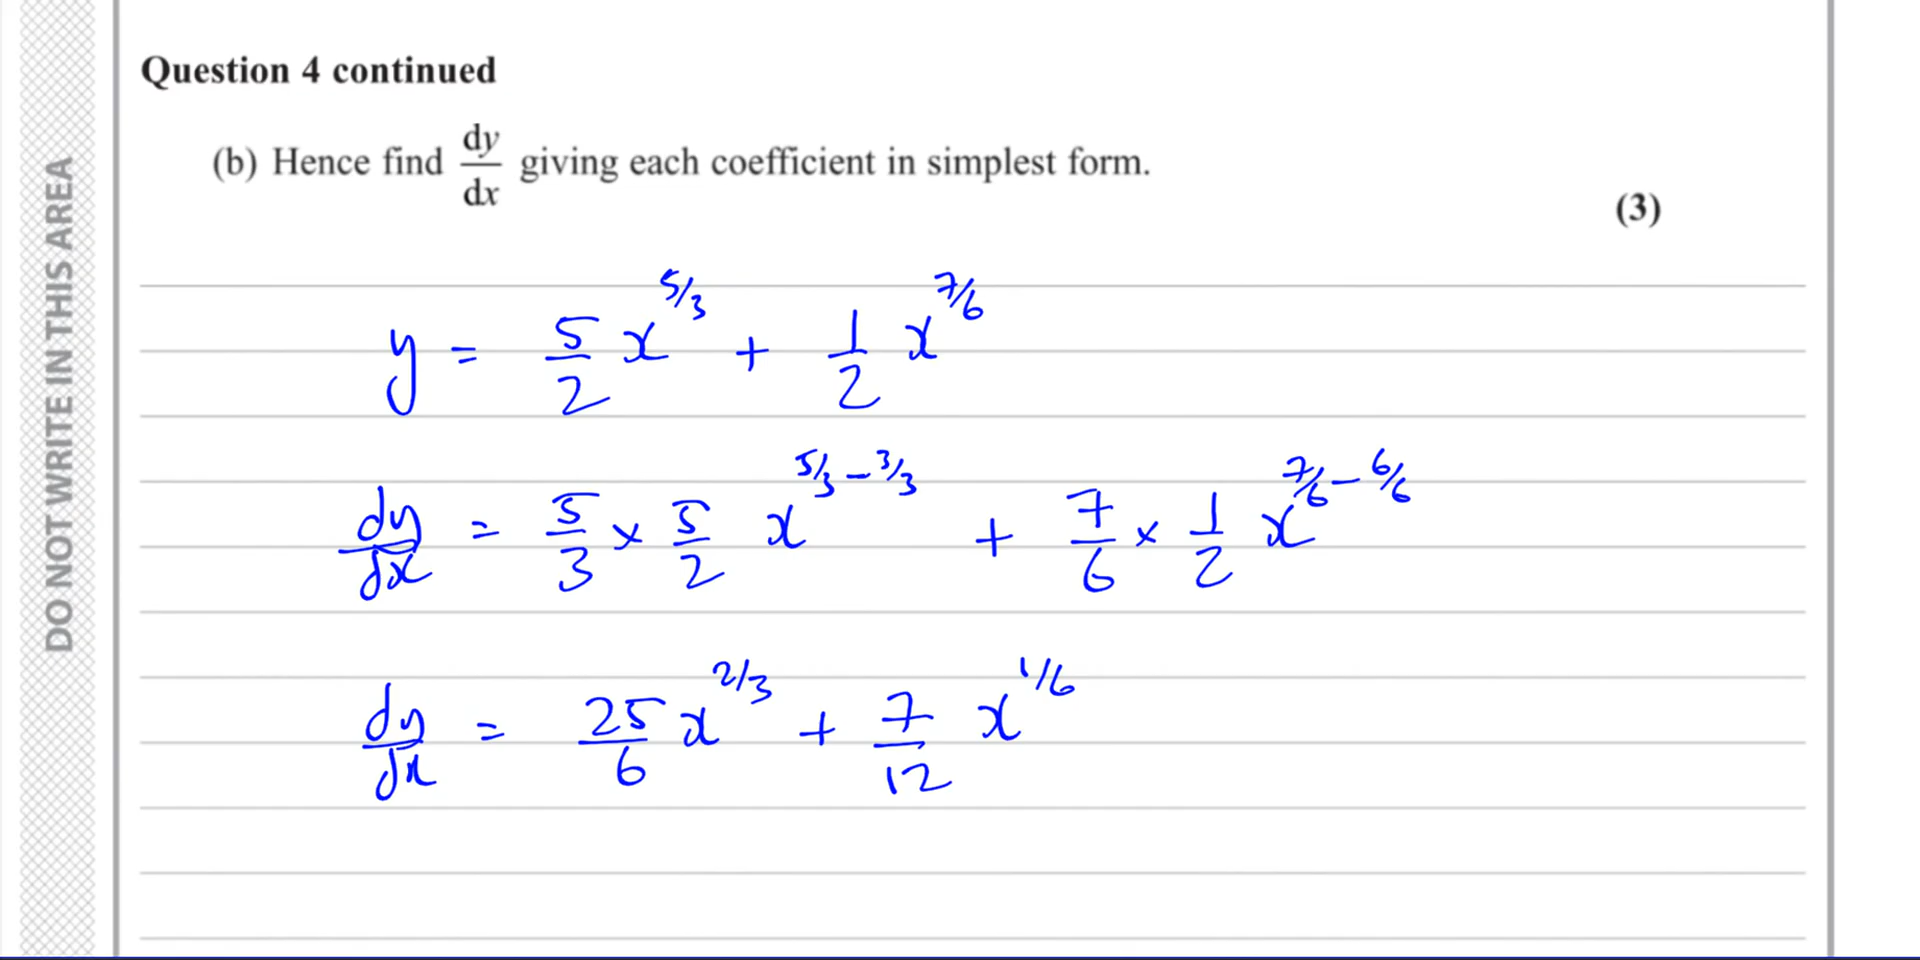 DO NOT WRITE IN THIS AREA
Question 4 continued
(b) Hence find dy/dx giving each coefficient in simplest form.
(3)
y = 5/2 x^5/3 + 1/2 x^7/6
dy/dx = 5/3 × 5/2 x^5/3 - 3/3 + 7/6 × 1/2 x^7/6 - 6/6
dy/dx = 25/6 x^2/3 + 7/12 x^1/6